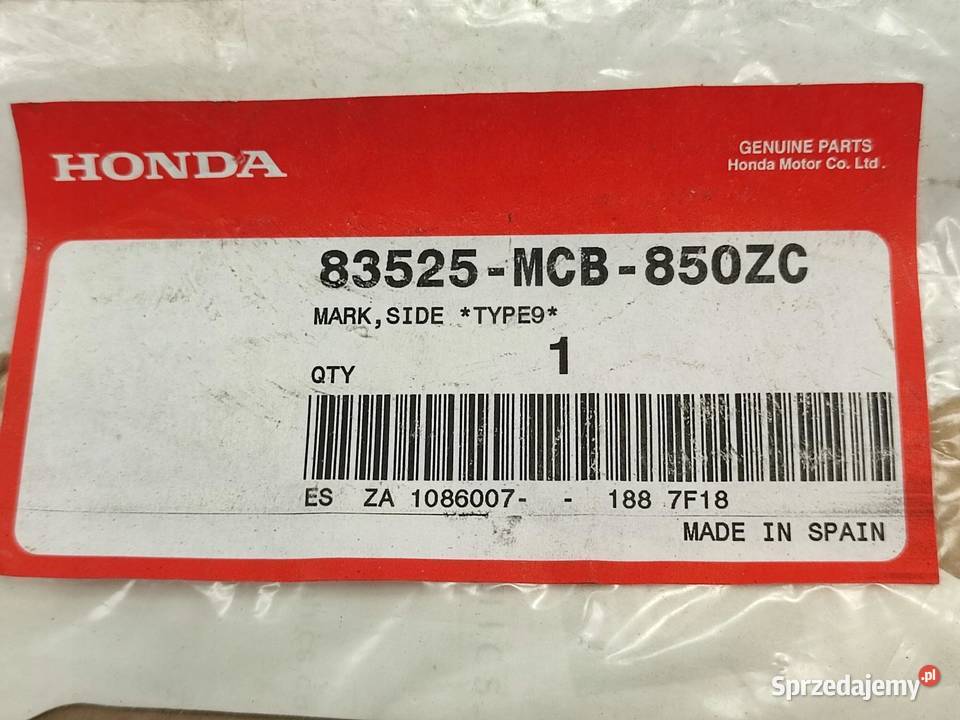 HONDA
GENUINE PARTS
Honda Motor Co. Ltd.
83525-MCB-850ZC
MARK,SIDE *TYPE9*
QTY 1
ES ZA 1086007- - 188 7F18
MADE IN SPAIN
Sprzedajemy.pl